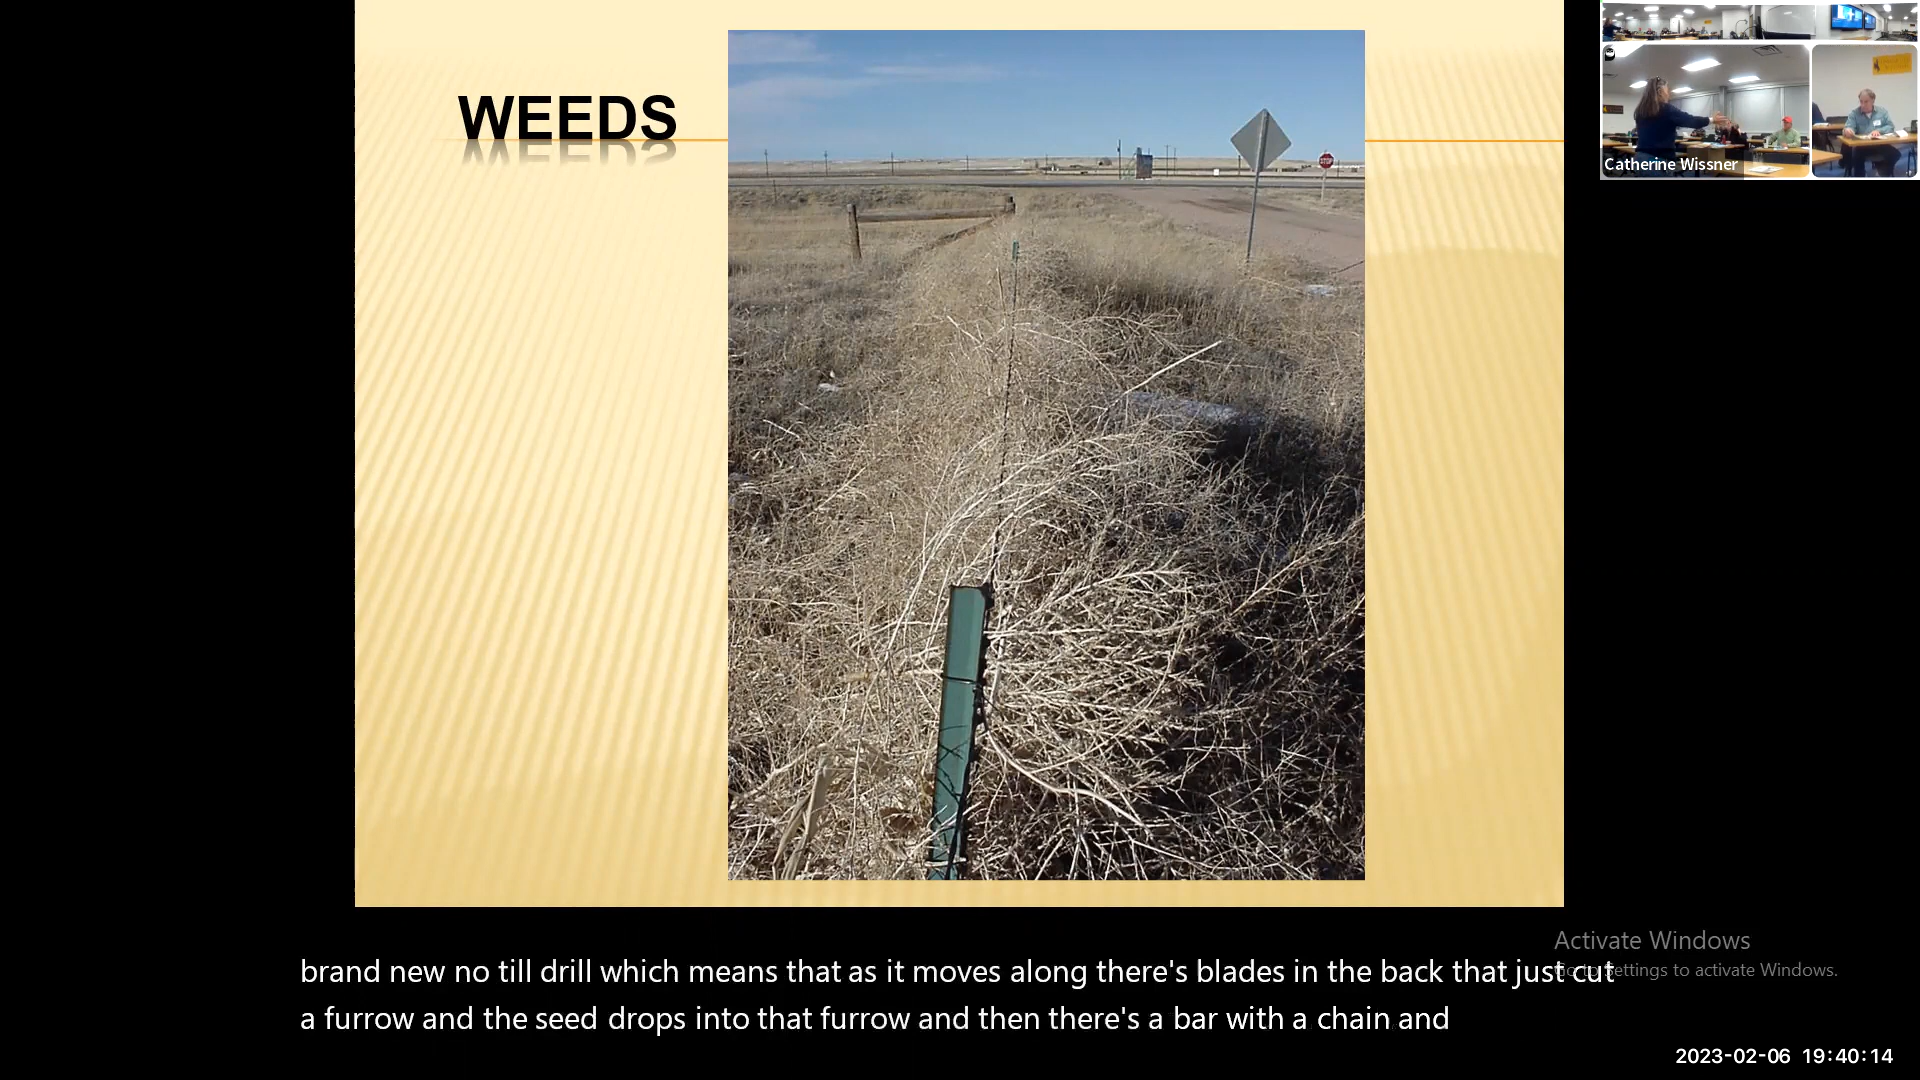 WEEDS
STOP
Catherine Wissner
Activate Windows
Go to Settings to activate Windows.
brand new no till drill which means that as it moves along there's blades in the back that just cut
a furrow and the seed drops into that furrow and then there's a bar with a chain and
2023-02-06 19:40:14